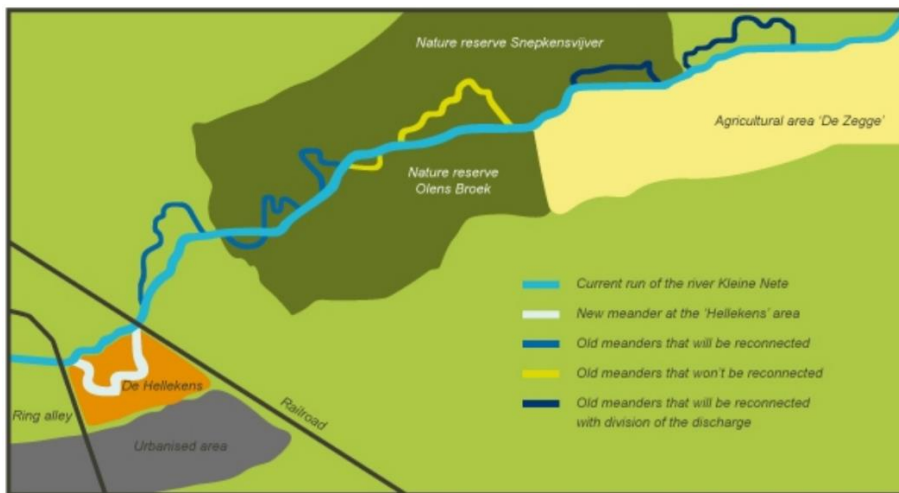 Nature reserve Snepkensvijver
Agricultural area 'De Zegge'
Nature reserve
Olens Broek
Current run of the river Kleine Nete
New meander at the 'Hellekens' area
Old meanders that will be reconnected
De Hellekens
Old meanders that won't be reconnected
Ring alley
Railroad
Old meanders that will be reconnected
with division of the discharge
Urbanised area